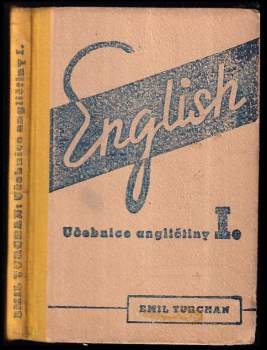 EMIL TURCHAN: Učebnice angličtiny I.
English
Učebnice angličtiny I.
EMIL TURCHAN